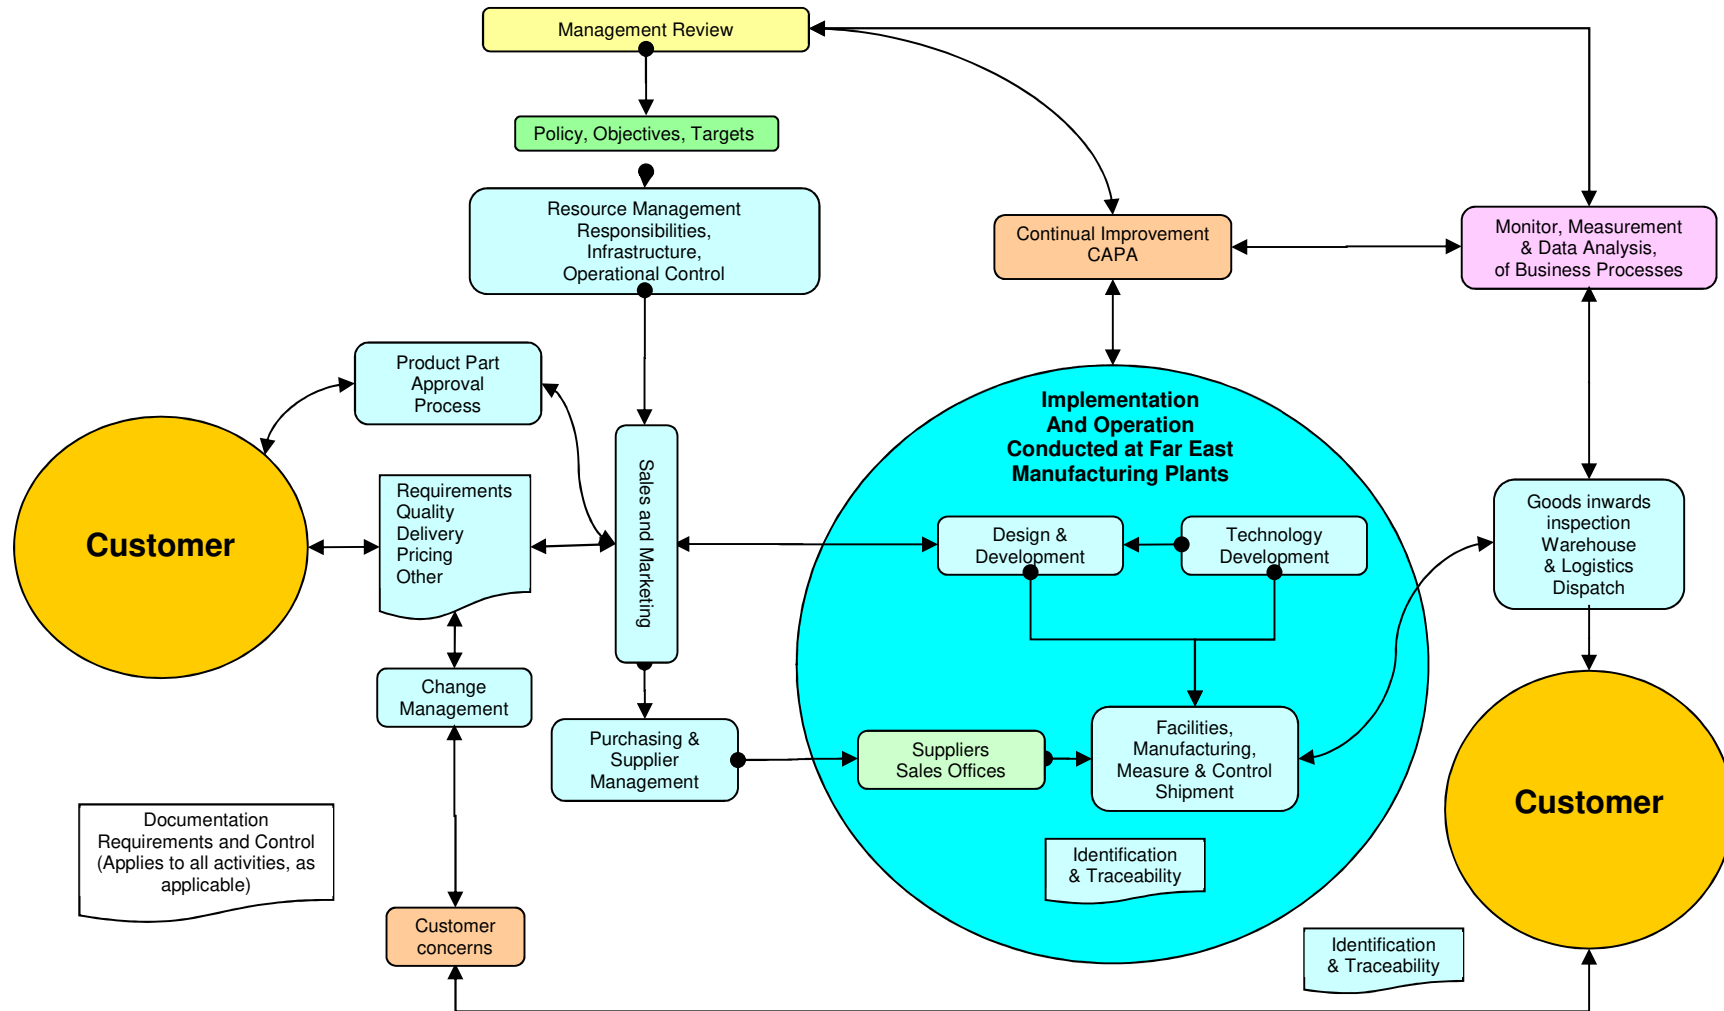 Management Review
Policy, Objectives, Targets
Resource Management
Responsibilities,
Infrastructure,
Operational Control
Continual Improvement
CAPA
Monitor, Measurement
& Data Analysis,
of Business Processes
Product Part
Approval
Process
Customer
Requirements
Quality
Delivery
Pricing
Other
Sales and Marketing
Implementation
And Operation
Conducted at Far East
Manufacturing Plants
Design &
Development
Technology
Development
Goods inwards
inspection
Warehouse
& Logistics
Dispatch
Change
Management
Purchasing &
Supplier
Management
Suppliers
Sales Offices
Facilities,
Manufacturing,
Measure & Control
Shipment
Customer
Documentation
Requirements and Control
(Applies to all activities, as
applicable)
Identification
& Traceability
Customer
concerns
Identification
& Traceability